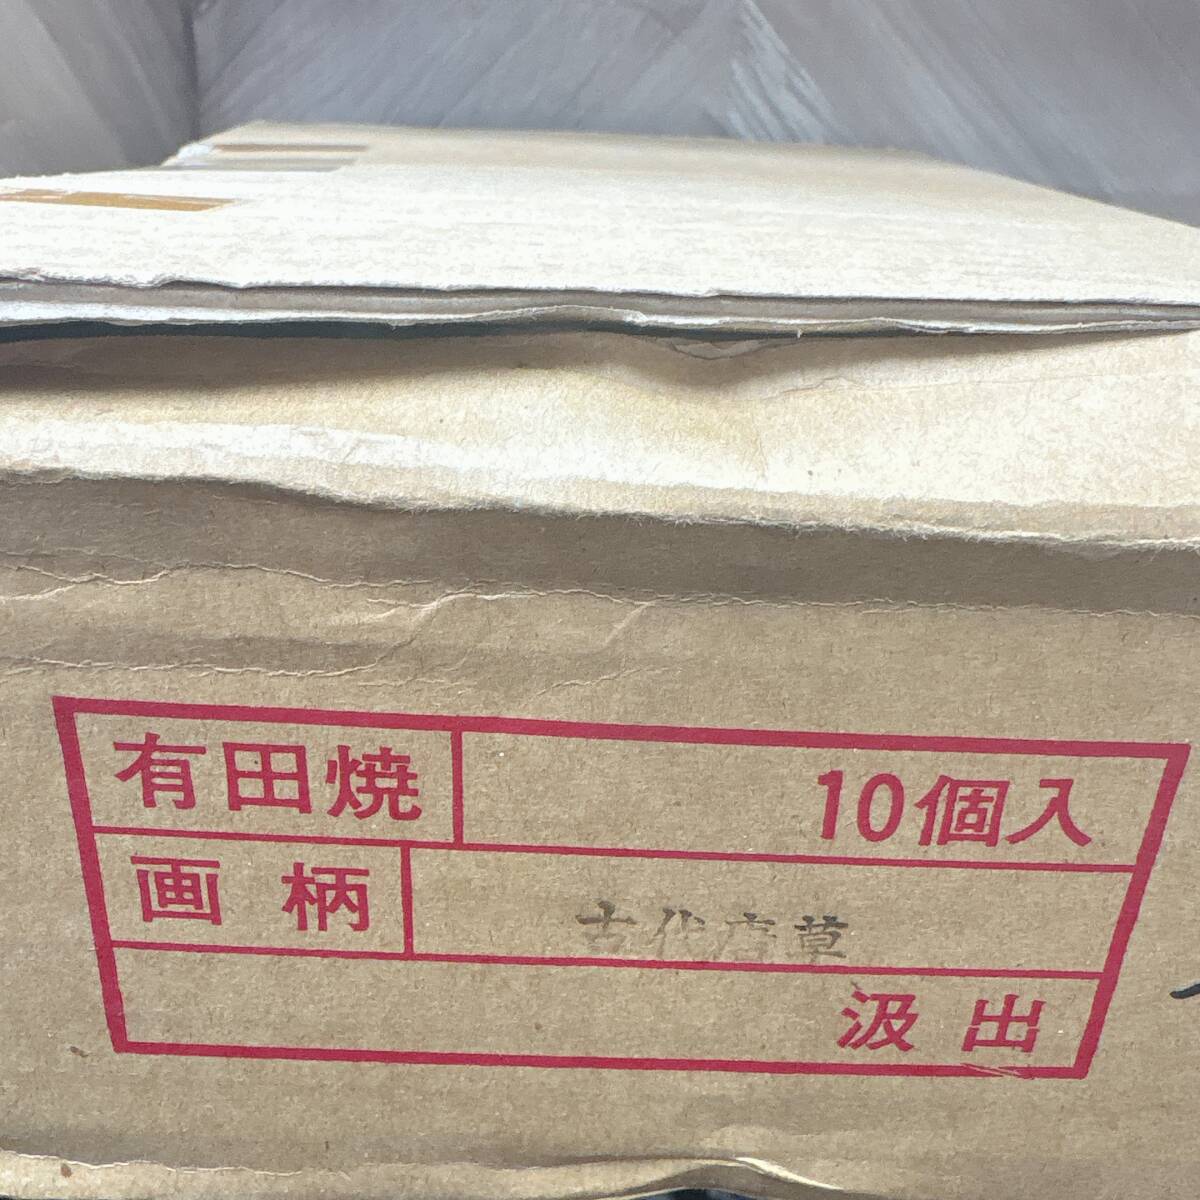 有田焼 10個入
画柄 古代唐草
汲出